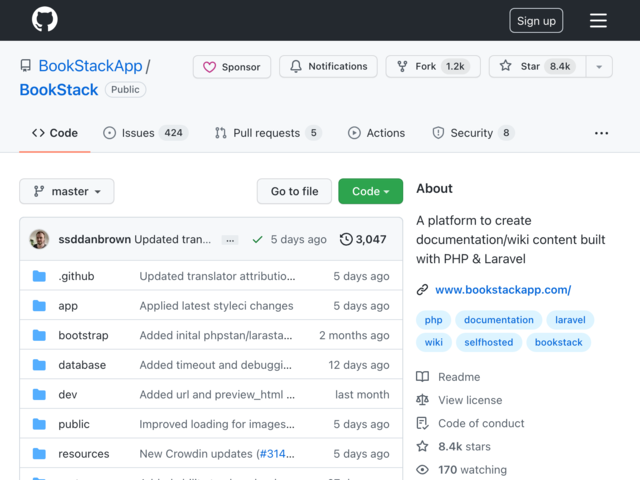 Sign up
BookStackApp /
BookStack Public
Sponsor
Notifications
Fork 1.2k
Star 8.4k
Code
Issues 424
Pull requests 5
Actions
Security 8
...
master
Go to file
Code
ssddanbrown Updated tran... ... 5 days ago 3,047
.github Updated translator attributio... 5 days ago
app Applied latest styleci changes 5 days ago
bootstrap Added inital phpstan/larasta... 2 months ago
database Added timeout and debuggi... 12 days ago
dev Added url and preview_html ... last month
public Improved loading for images... 5 days ago
resources New Crowdin updates (#314... 5 days ago
About
A platform to create
documentation/wiki content built
with PHP & Laravel
www.bookstackapp.com/
php documentation laravel
wiki selfhosted bookstack
Readme
View license
Code of conduct
8.4k stars
170 watching